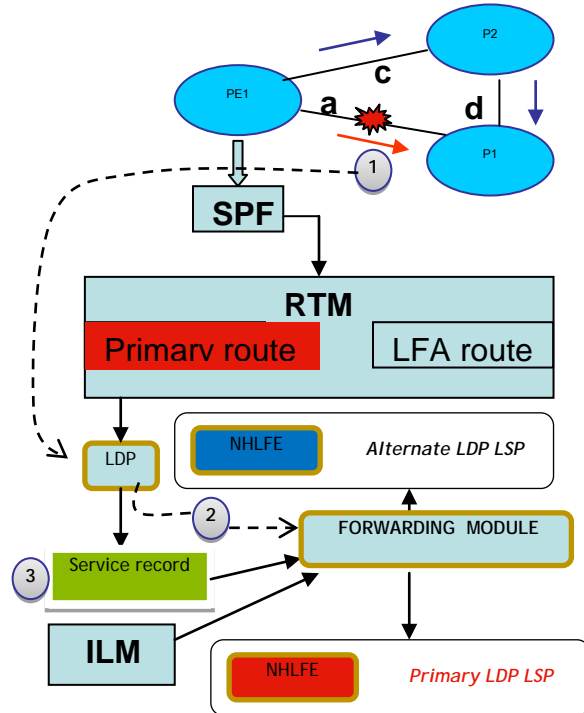 P2
c
PE1
a
d
P1
1
SPF
RTM
Primary route
LFA route
NHLFE
Alternate LDP LSP
LDP
2
FORWARDING MODULE
3
Service record
ILM
NHLFE
Primary LDP LSP